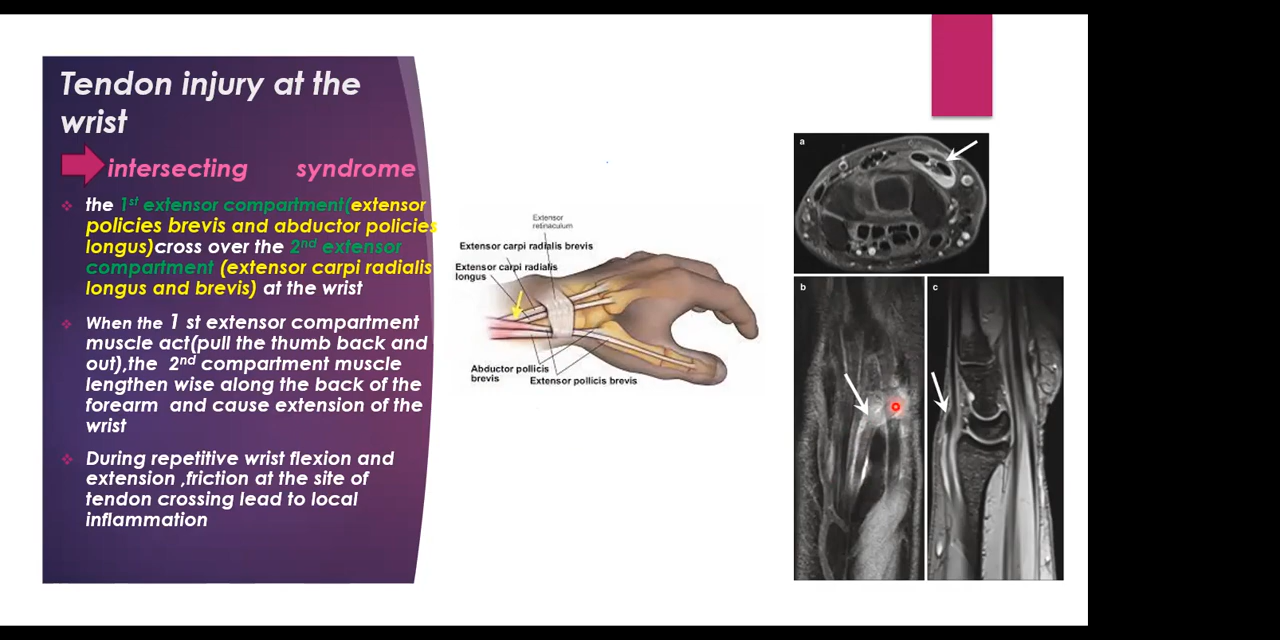 Tendon injury at the
wrist
intersecting syndrome
the 1st extensor compartment(extensor
policies brevis and abductor policies
longus)cross over the 2nd extensor
compartment (extensor carpi radialis
longus and brevis) at the wrist
When the 1 st extensor compartment
muscle act(pull the thumb back and
out),the 2nd compartment muscle
lengthen wise along the back of the
forearm and cause extension of the
wrist
During repetitive wrist flexion and
extension ,friction at the site of
tendon crossing lead to local
inflammation
Extensor
retinaculum
Extensor carpi radialis brevis
Extensor carpi radialis
longus
Abductor pollicis
brevis
Extensor pollicis brevis
a
b
c